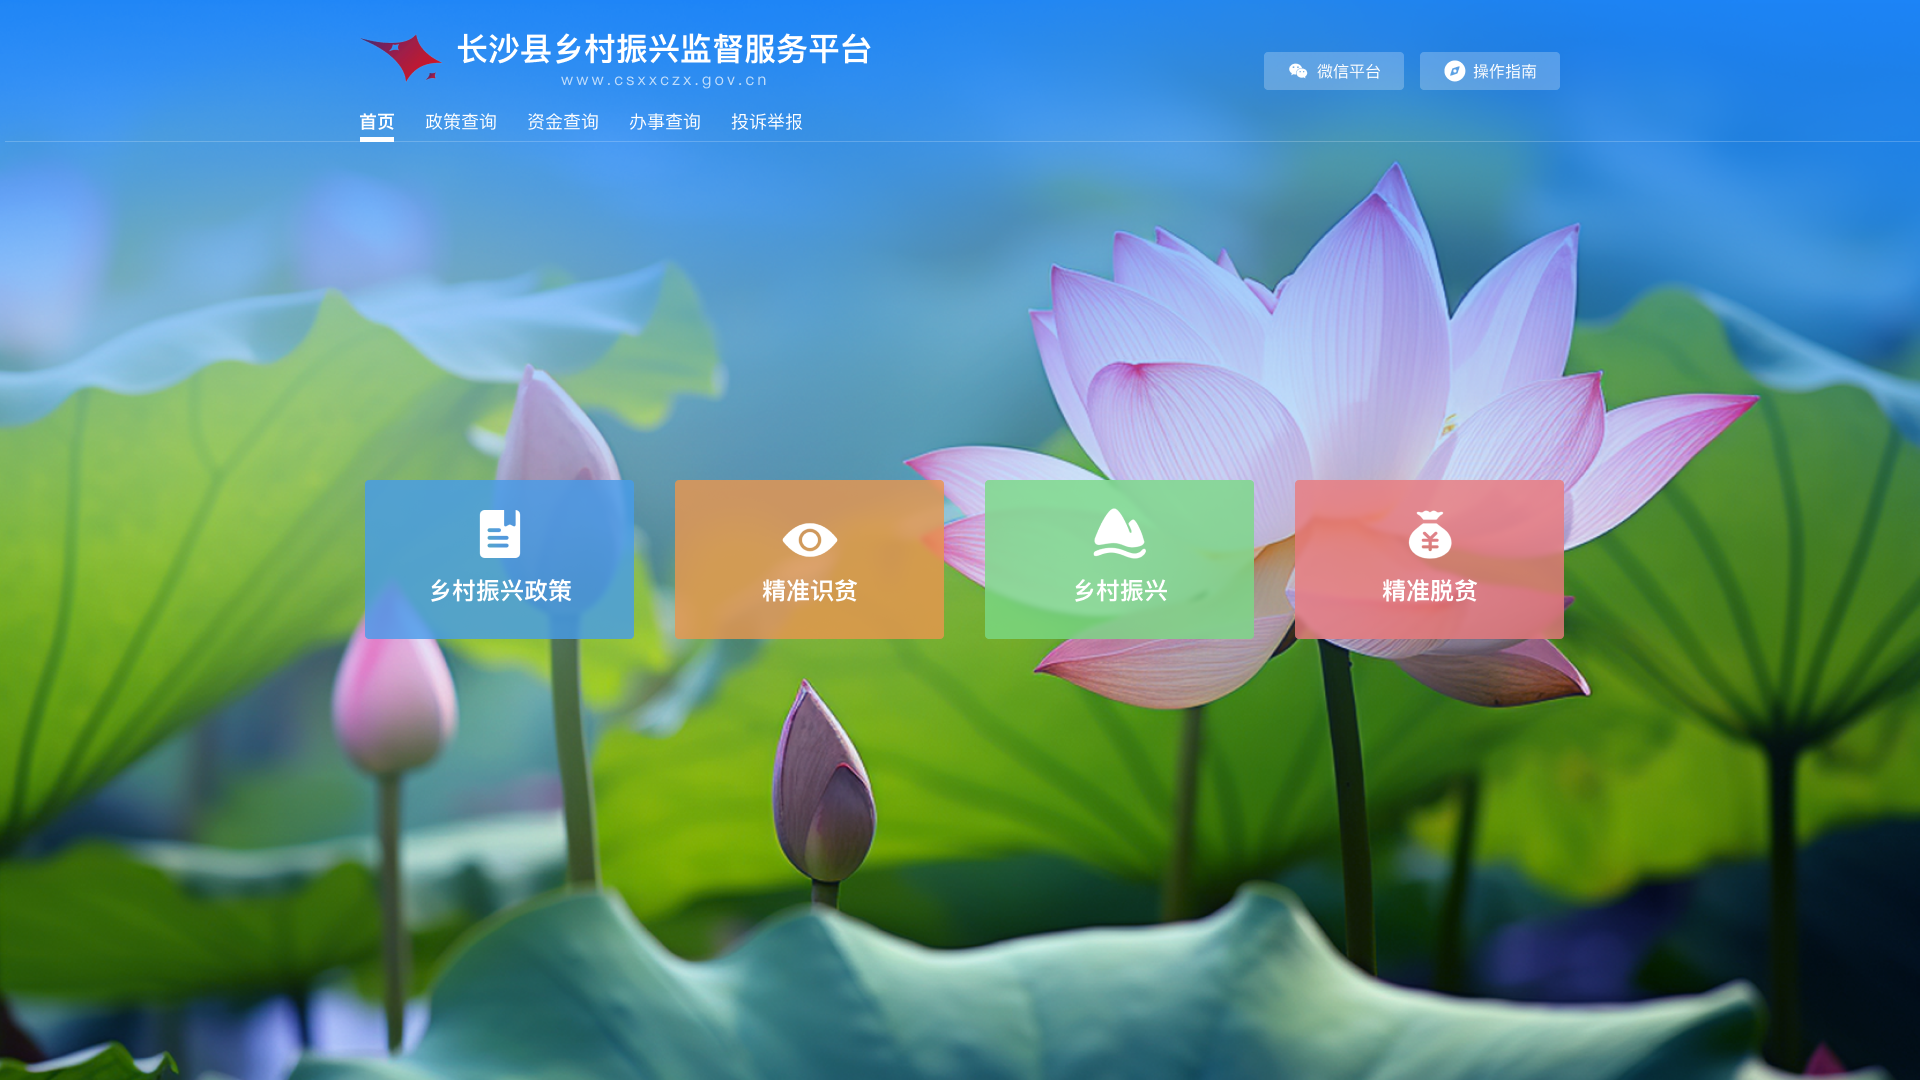 长沙县乡村振兴监督服务平台
www.csxxczx.gov.cn
微信平台
操作指南
首页 政策查询 资金查询 办事查询 投诉举报
乡村振兴政策
精准识贫
乡村振兴
精准脱贫